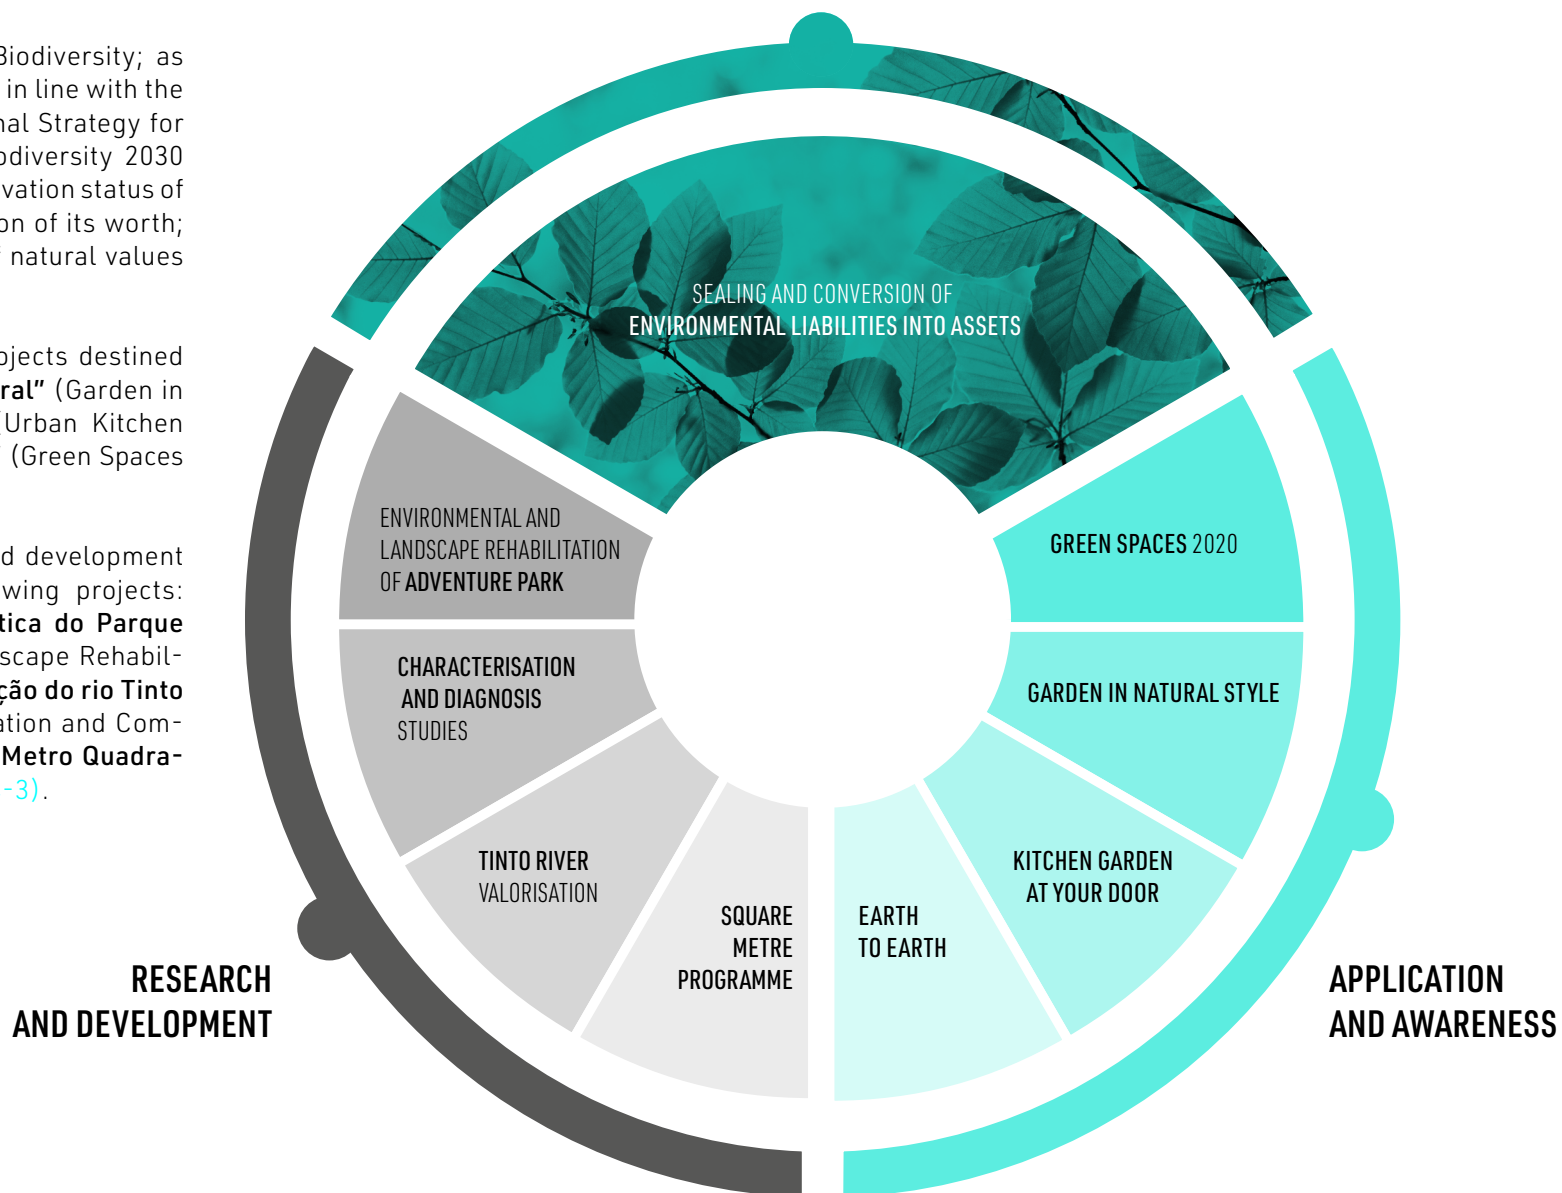 Biodiversity; as
in line with the
nal Strategy for
odiversity 2030
vation status of
on of its worth;
natural values
ojects destined
ral” (Garden in
(Urban Kitchen
(Green Spaces
d development
wing projects:
tica do Parque
scape Rehabil-
ção do rio Tinto
ation and Com-
Metro Quadra-
-3).
SEALING AND CONVERSION OF
ENVIRONMENTAL LIABILITIES INTO ASSETS
ENVIRONMENTAL AND
LANDSCAPE REHABILITATION
OF ADVENTURE PARK
CHARACTERISATION
AND DIAGNOSIS
STUDIES
TINTO RIVER
VALORISATION
SQUARE
METRE
PROGRAMME
EARTH
TO EARTH
KITCHEN GARDEN
AT YOUR DOOR
GARDEN IN NATURAL STYLE
GREEN SPACES 2020
RESEARCH
AND DEVELOPMENT
APPLICATION
AND AWARENESS